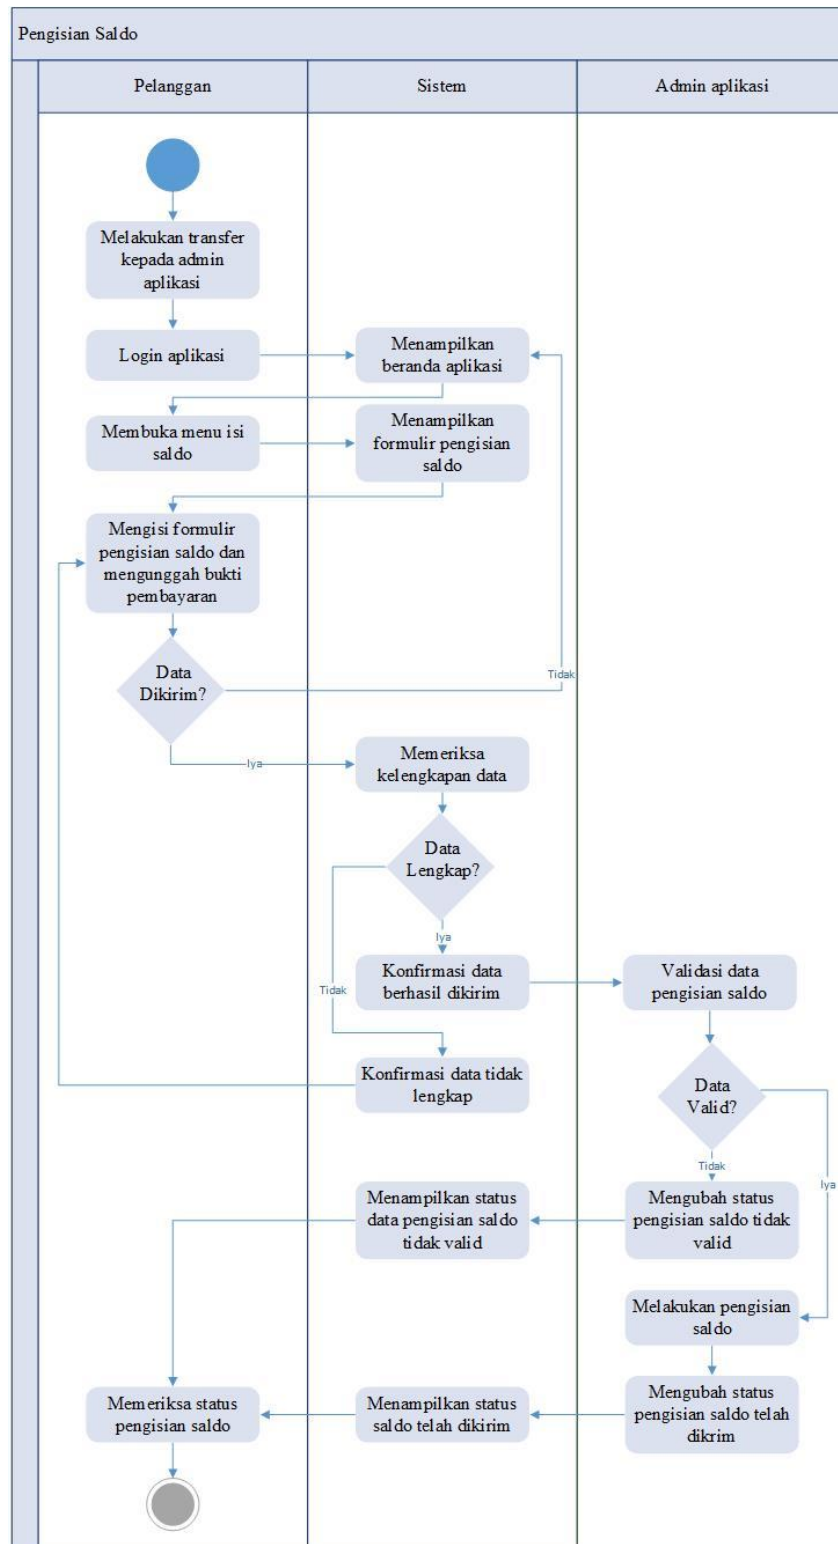 Pengisian Saldo
Pelanggan
Sistem
Admin aplikasi
Melakukan transfer
kepada admin
aplikasi
Login aplikasi
Menampilkan
beranda aplikasi
Membuka menu isi
saldo
Menampilkan
formulir pengisian
saldo
Mengisi formulir
pengisian saldo dan
mengunggah bukti
pembayaran
Data
Dikirim?
Tidak
Iya
Memeriksa
kelengkapan data
Data
Lengkap?
Iya
Tidak
Konfirmasi data
berhasil dikirim
Validasi data
pengisian saldo
Konfirmasi data tidak
lengkap
Data
Valid?
Tidak
Iya
Menampilkan status
data pengisian saldo
tidak valid
Mengubah status
pengisian saldo tidak
valid
Melakukan pengisian
saldo
Memeriksa status
pengisian saldo
Menampilkan status
saldo telah dikirim
Mengubah status
pengisian saldo telah
dikrim